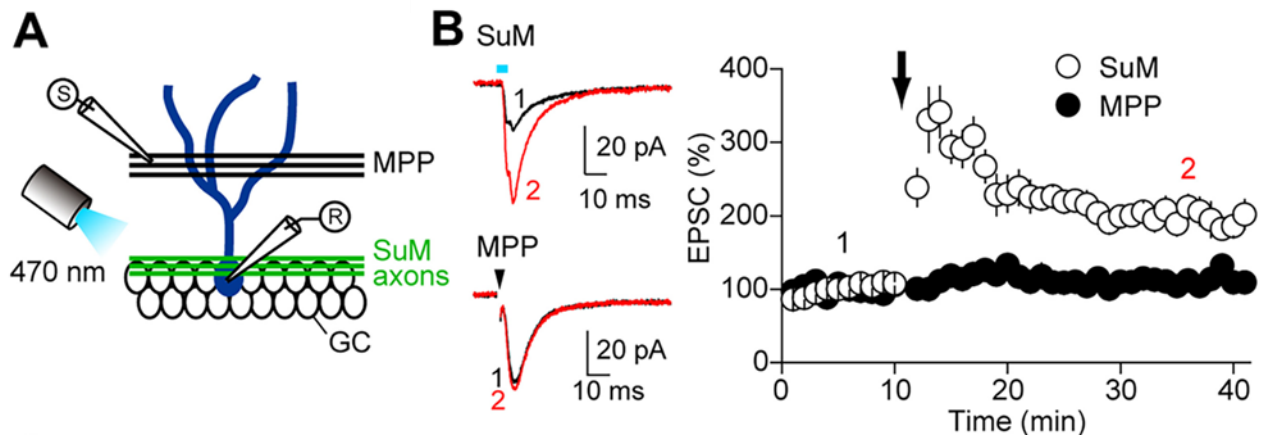 A
S
MPP
R
470 nm
SuM
axons
GC
B
SuM
1
2
20 pA
10 ms
MPP
1
2
20 pA
10 ms
EPSC (%)
400
300
200
100
0
1
2
SuM
MPP
0
10
20
30
40
Time (min)